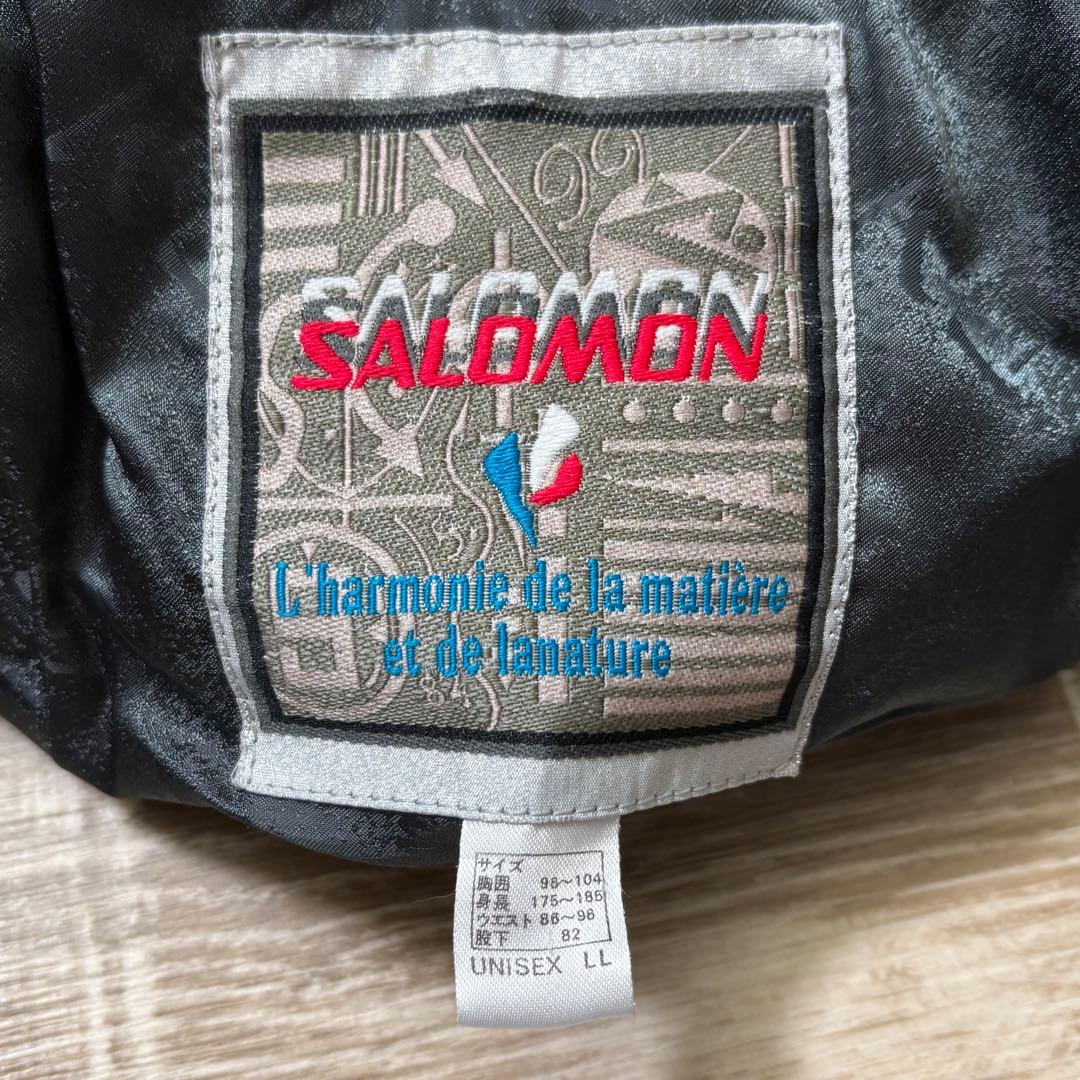 SALOMON
SALOMON
L'harmonie de la matière
et de lanature
サイズ
胸囲 96~104
身長 175~185
ウエスト 86~96
股下 82
UNISEX LL